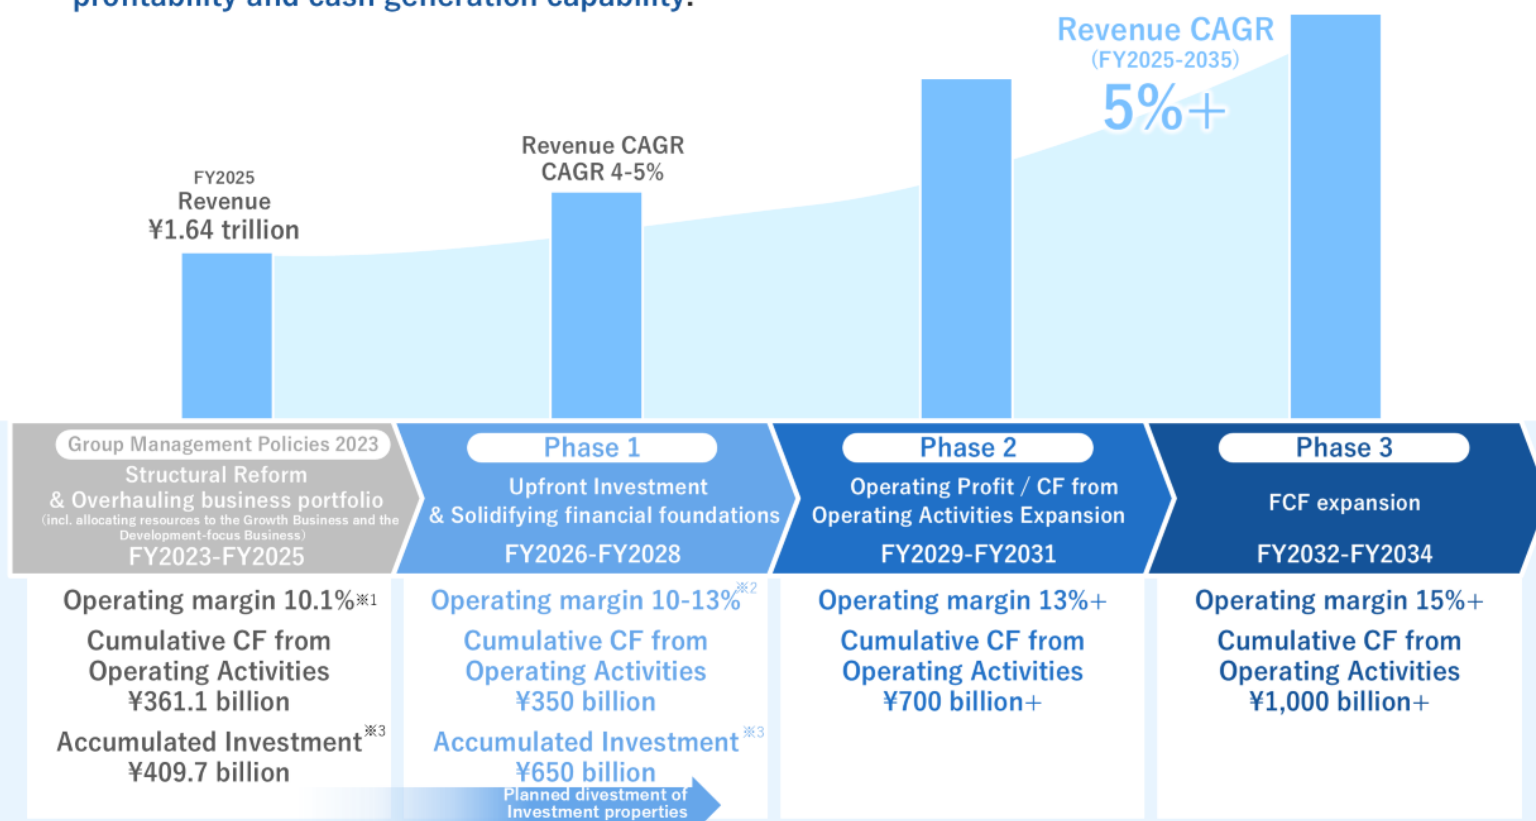 profitability and cash generation capability.
Revenue CAGR
(FY2025-2035)
5%+
Revenue CAGR
CAGR 4-5%
FY2025
Revenue
¥1.64 trillion
Group Management Policies 2023
Structural Reform
& Overhauling business portfolio
(incl. allocating resources to the Growth Business and the
Development-focus Business)
FY2023-FY2025
Phase 1
Upfront Investment
& Solidifying financial foundations
FY2026-FY2028
Phase 2
Operating Profit / CF from
Operating Activities Expansion
FY2029-FY2031
Phase 3
FCF expansion
FY2032-FY2034
Operating margin 10.1%※1
Cumulative CF from
Operating Activities
¥361.1 billion
Accumulated Investment※3
¥409.7 billion
Operating margin 10-13%※2
Cumulative CF from
Operating Activities
¥350 billion
Accumulated Investment※3
¥650 billion
Planned divestment of
Investment properties
Operating margin 13%+
Cumulative CF from
Operating Activities
¥700 billion+
Operating margin 15%+
Cumulative CF from
Operating Activities
¥1,000 billion+